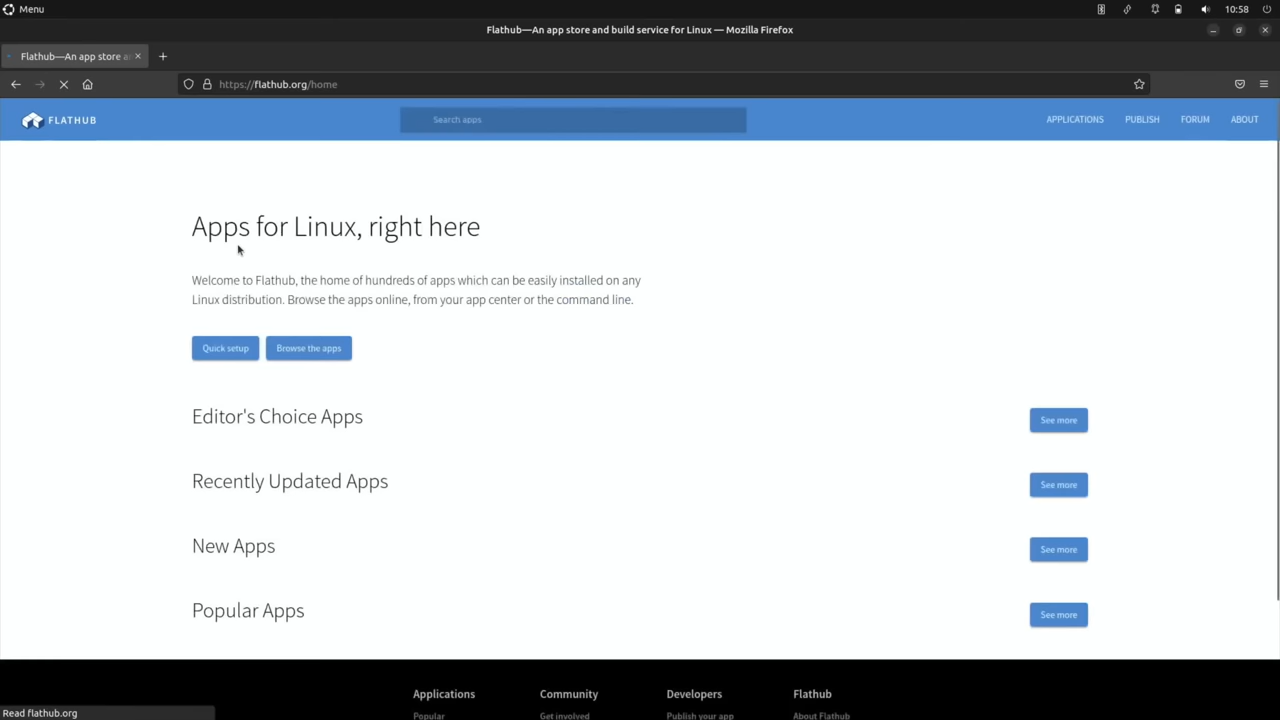 Menu
10:58
Flathub—An app store and build service for Linux — Mozilla Firefox
Flathub—An app store a
https://flathub.org/home
FLATHUB
Search apps
APPLICATIONS PUBLISH FORUM ABOUT
Apps for Linux, right here
Welcome to Flathub, the home of hundreds of apps which can be easily installed on any
Linux distribution. Browse the apps online, from your app center or the command line.
Quick setup Browse the apps
Editor's Choice Apps See more
Recently Updated Apps See more
New Apps See more
Popular Apps See more
Applications Community Developers Flathub
Popular Get involved Publish your app About Flathub
Read flathub.org